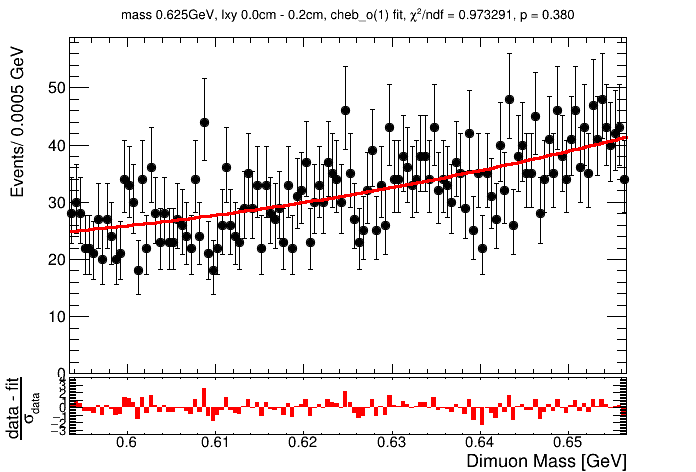 mass 0.625GeV, lxy 0.0cm - 0.2cm, cheb_o(1) fit, χ²/ndf = 0.973291, p = 0.380
Events/ 0.0005 GeV
50
40
30
20
10
0
data - fit
σdata
0.6
0.61
0.62
0.63
0.64
0.65
Dimuon Mass [GeV]